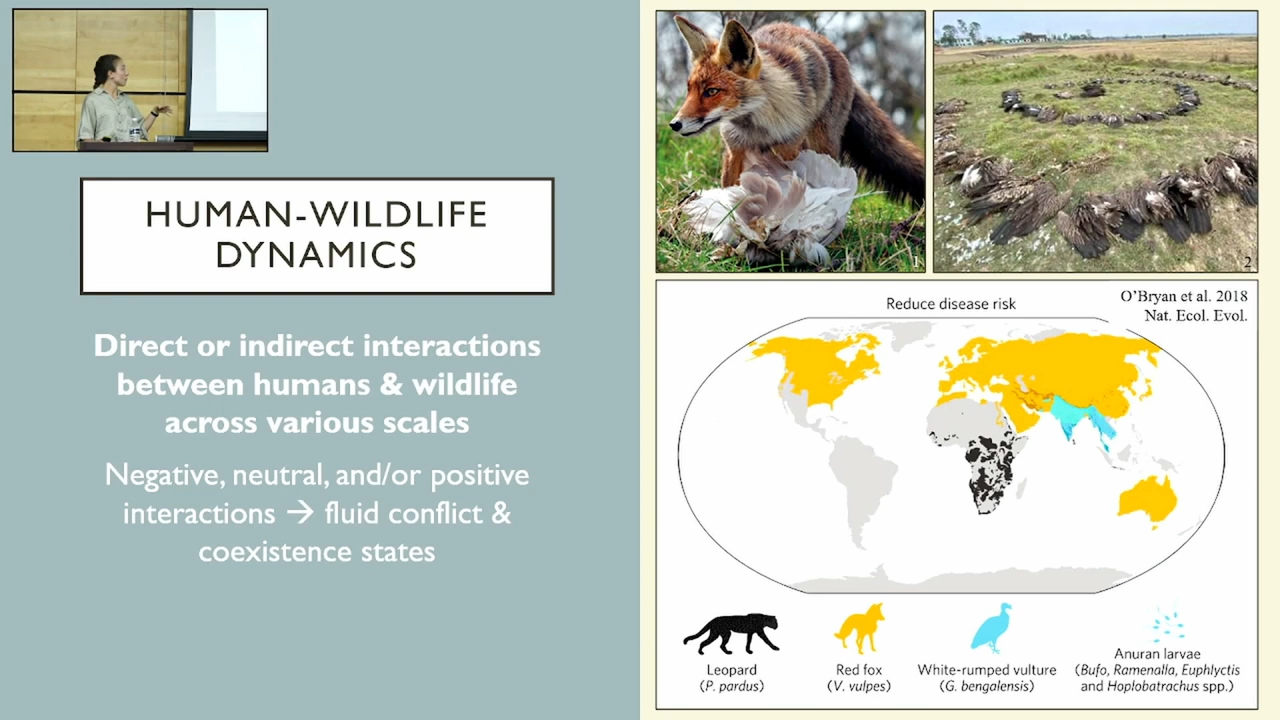 HUMAN-WILDLIFE
DYNAMICS
Direct or indirect interactions
between humans & wildlife
across various scales
Negative, neutral, and/or positive
interactions → fluid conflict &
coexistence states
1
2
O'Bryan et al. 2018
Nat. Ecol. Evol.
Reduce disease risk
Leopard
(P. pardus)
Red fox
(V. vulpes)
White-rumped vulture
(G. bengalensis)
Anuran larvae
(Bufo, Ramenalla, Euphlyctis
and Hoplobatrachus spp.)